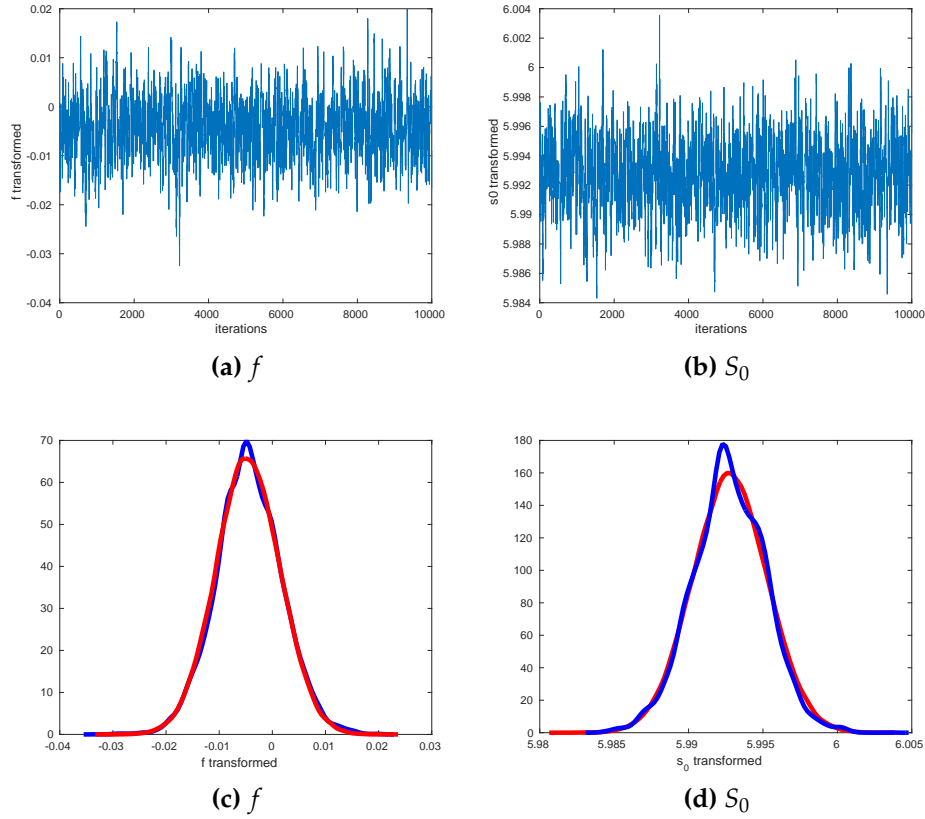 0.02
0.01
0
-0.01
-0.02
-0.03
-0.04
f transformed
0 2000 4000 6000 8000 10000
iterations
(a) f
6.004
6.002
6
5.998
5.996
5.994
5.992
5.99
5.988
5.986
5.984
s0 transformed
0 2000 4000 6000 8000 10000
iterations
(b) S₀
70
60
50
40
30
20
10
0
-0.04 -0.03 -0.02 -0.01 0 0.01 0.02 0.03
f transformed
(c) f
180
160
140
120
100
80
60
40
20
0
5.98 5.985 5.99 5.995 6 6.005
s₀ transformed
(d) S₀